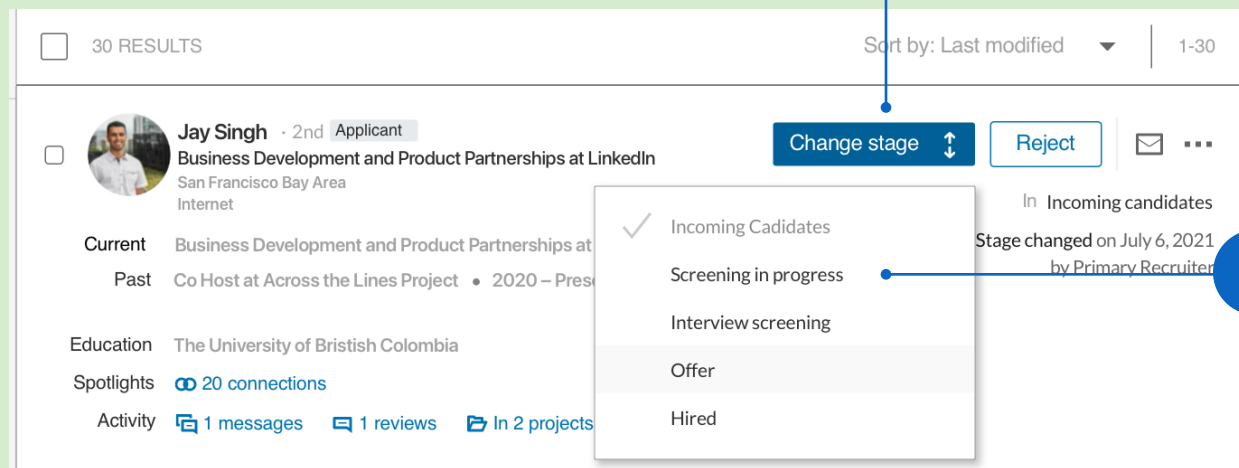 30 RESULTS
Sort by: Last modified
1-30
Jay Singh · 2nd Applicant
Business Development and Product Partnerships at LinkedIn
San Francisco Bay Area
Internet
Change stage
Reject
In Incoming candidates
Stage changed on July 6, 2021
by Primary Recruiter
Current Business Development and Product Partnerships at
Past Co Host at Across the Lines Project • 2020 – Pres
Education The University of Bristish Colombia
Spotlights 20 connections
Activity 1 messages 1 reviews In 2 projects
Incoming Cadidates
Screening in progress
Interview screening
Offer
Hired